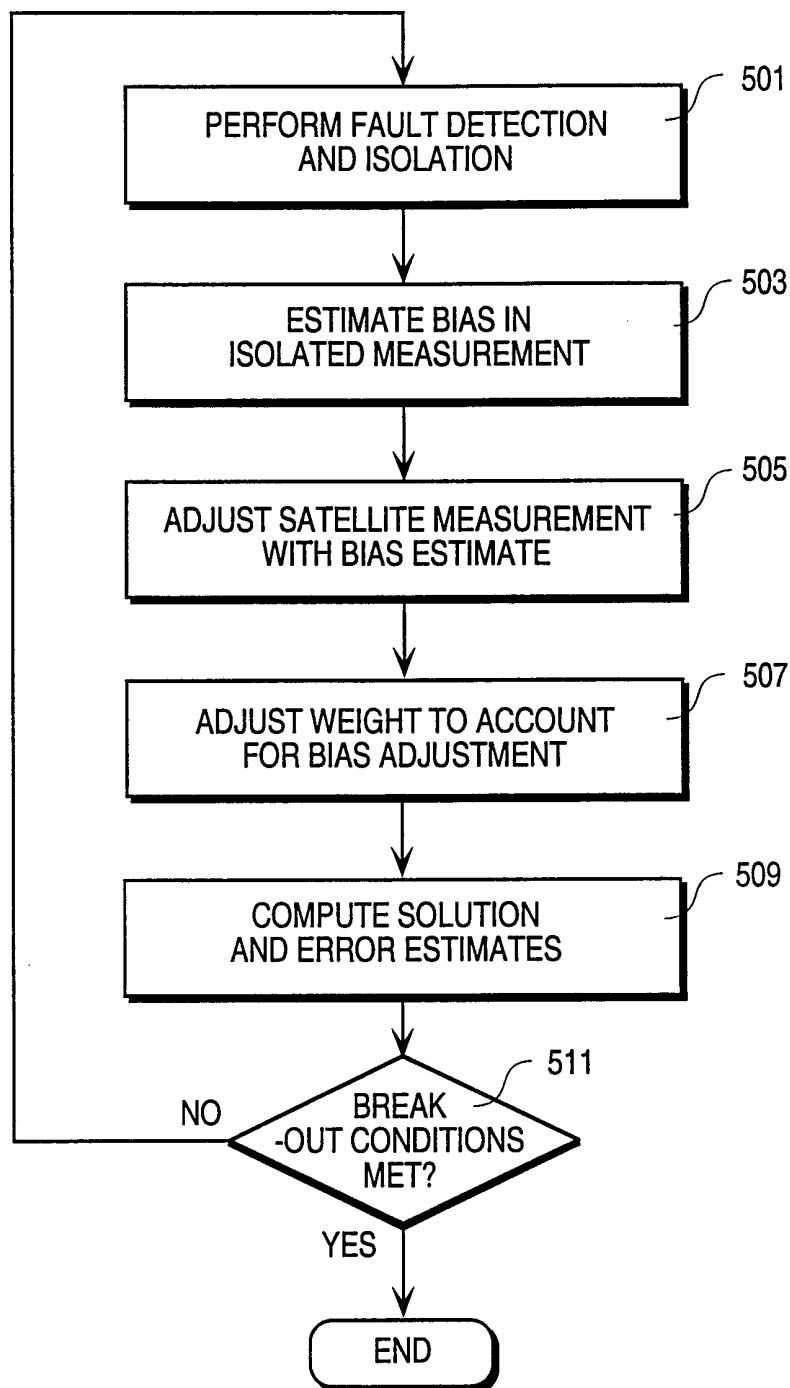 501
PERFORM FAULT DETECTION
AND ISOLATION
503
ESTIMATE BIAS IN
ISOLATED MEASUREMENT
505
ADJUST SATELLITE MEASUREMENT
WITH BIAS ESTIMATE
507
ADJUST WEIGHT TO ACCOUNT
FOR BIAS ADJUSTMENT
509
COMPUTE SOLUTION
AND ERROR ESTIMATES
511
NO
BREAK
-OUT CONDITIONS
MET?
YES
END